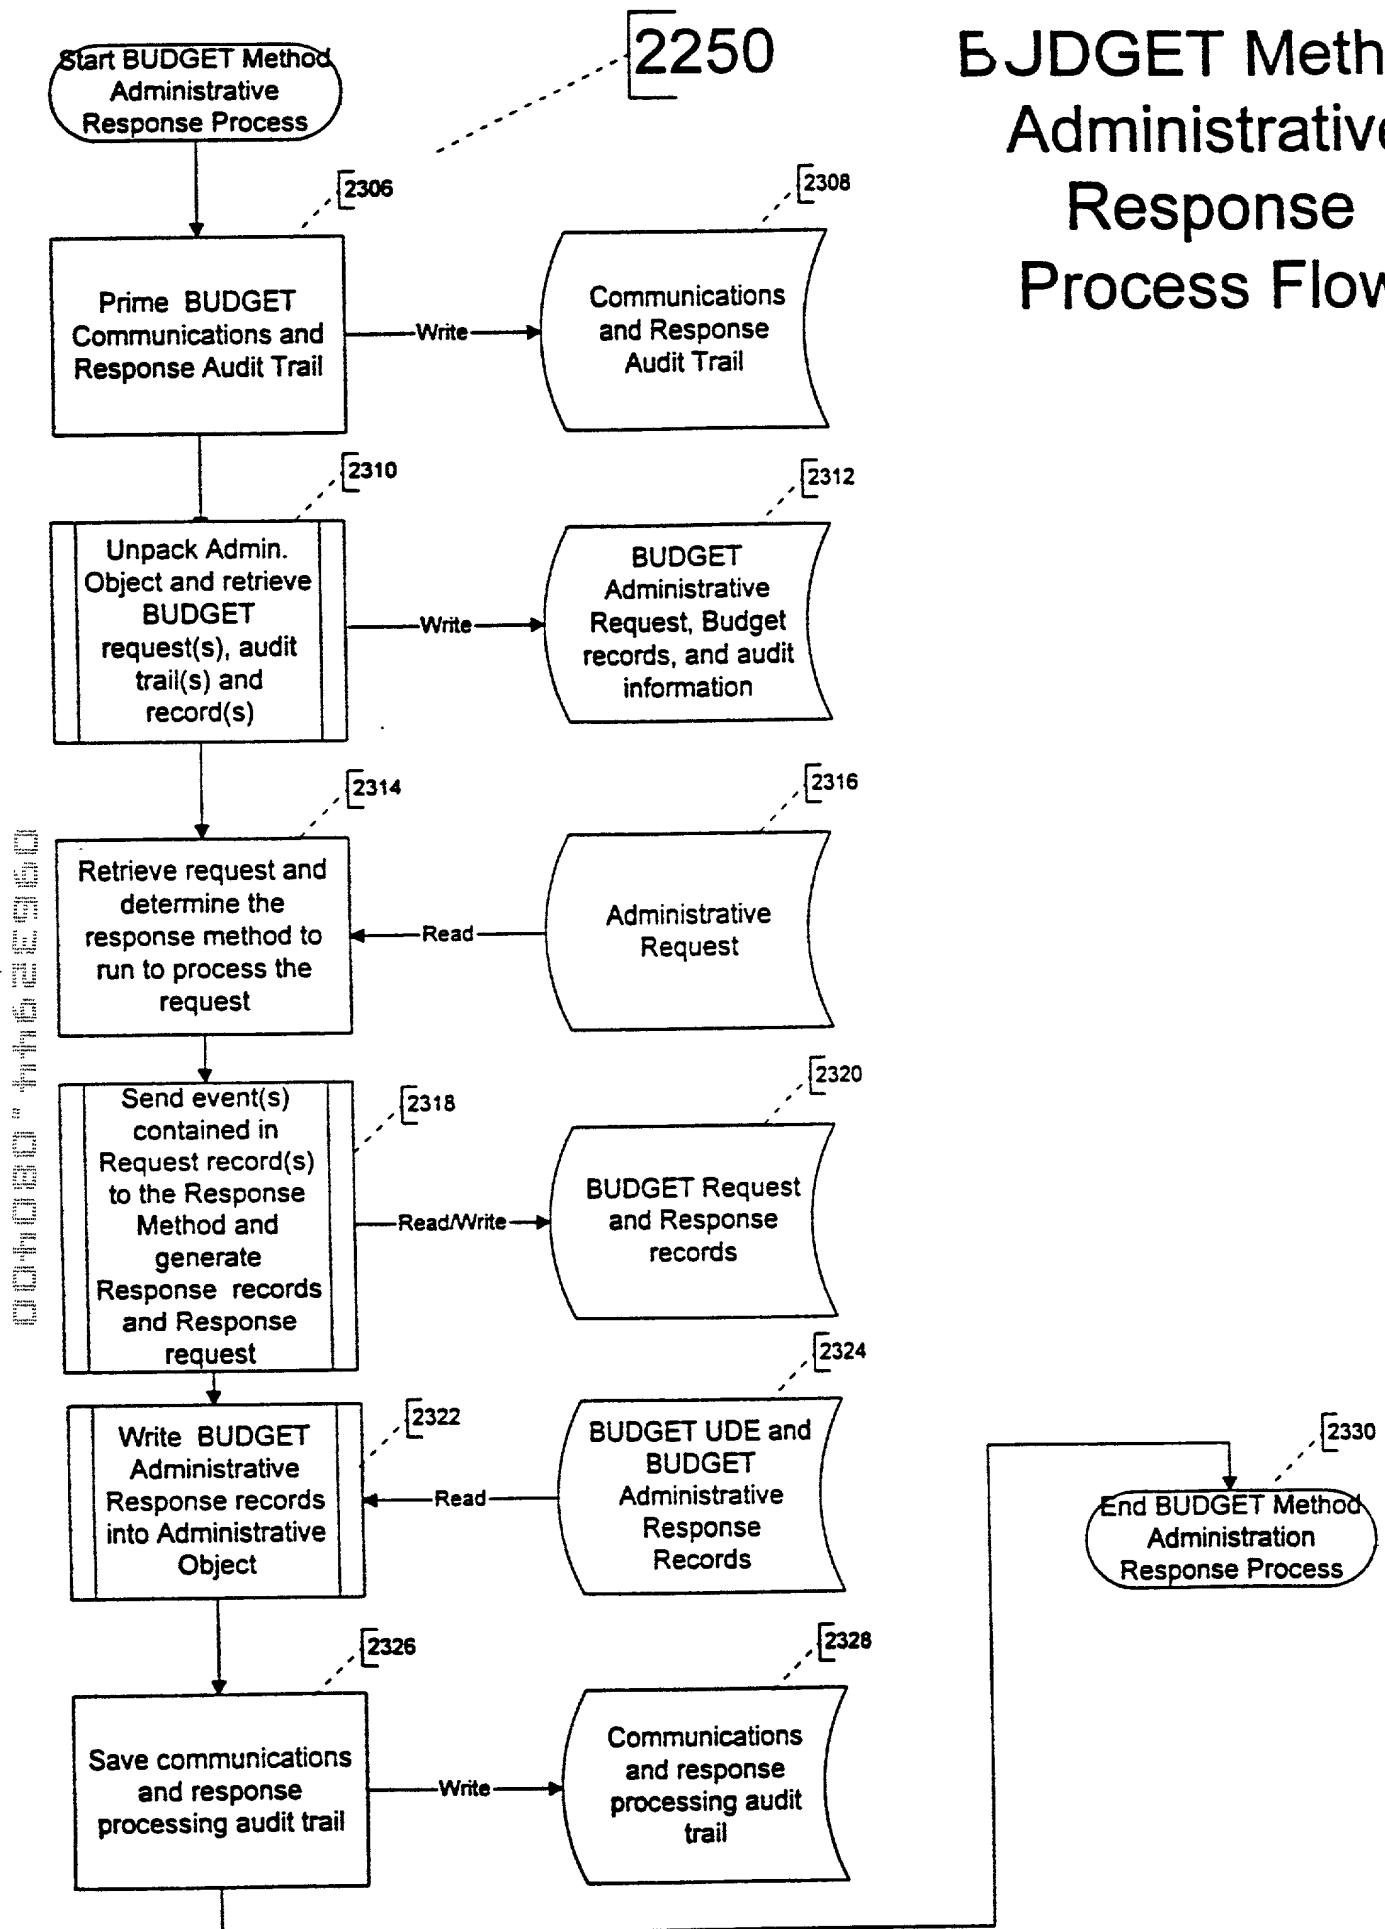 2250
BUDGET Meth
Administrative
Response
Process Flow
Start BUDGET Method
Administrative
Response Process
2306
2308
Prime BUDGET
Communications and
Response Audit Trail
Write
Communications
and Response
Audit Trail
2310
2312
Unpack Admin.
Object and retrieve
BUDGET
request(s), audit
trail(s) and
record(s)
Write
BUDGET
Administrative
Request, Budget
records, and audit
information
2314
2316
Retrieve request and
determine the
response method to
run to process the
request
Read
Administrative
Request
2318
2320
Send event(s)
contained in
Request record(s)
to the Response
Method and
generate
Response records
and Response
request
Read/Write
BUDGET Request
and Response
records
2322
2324
Write BUDGET
Administrative
Response records
into Administrative
Object
Read
BUDGET UDE and
BUDGET
Administrative
Response
Records
2326
2328
Save communications
and response
processing audit trail
Write
Communications
and response
processing audit
trail
2330
End BUDGET Method
Administration
Response Process